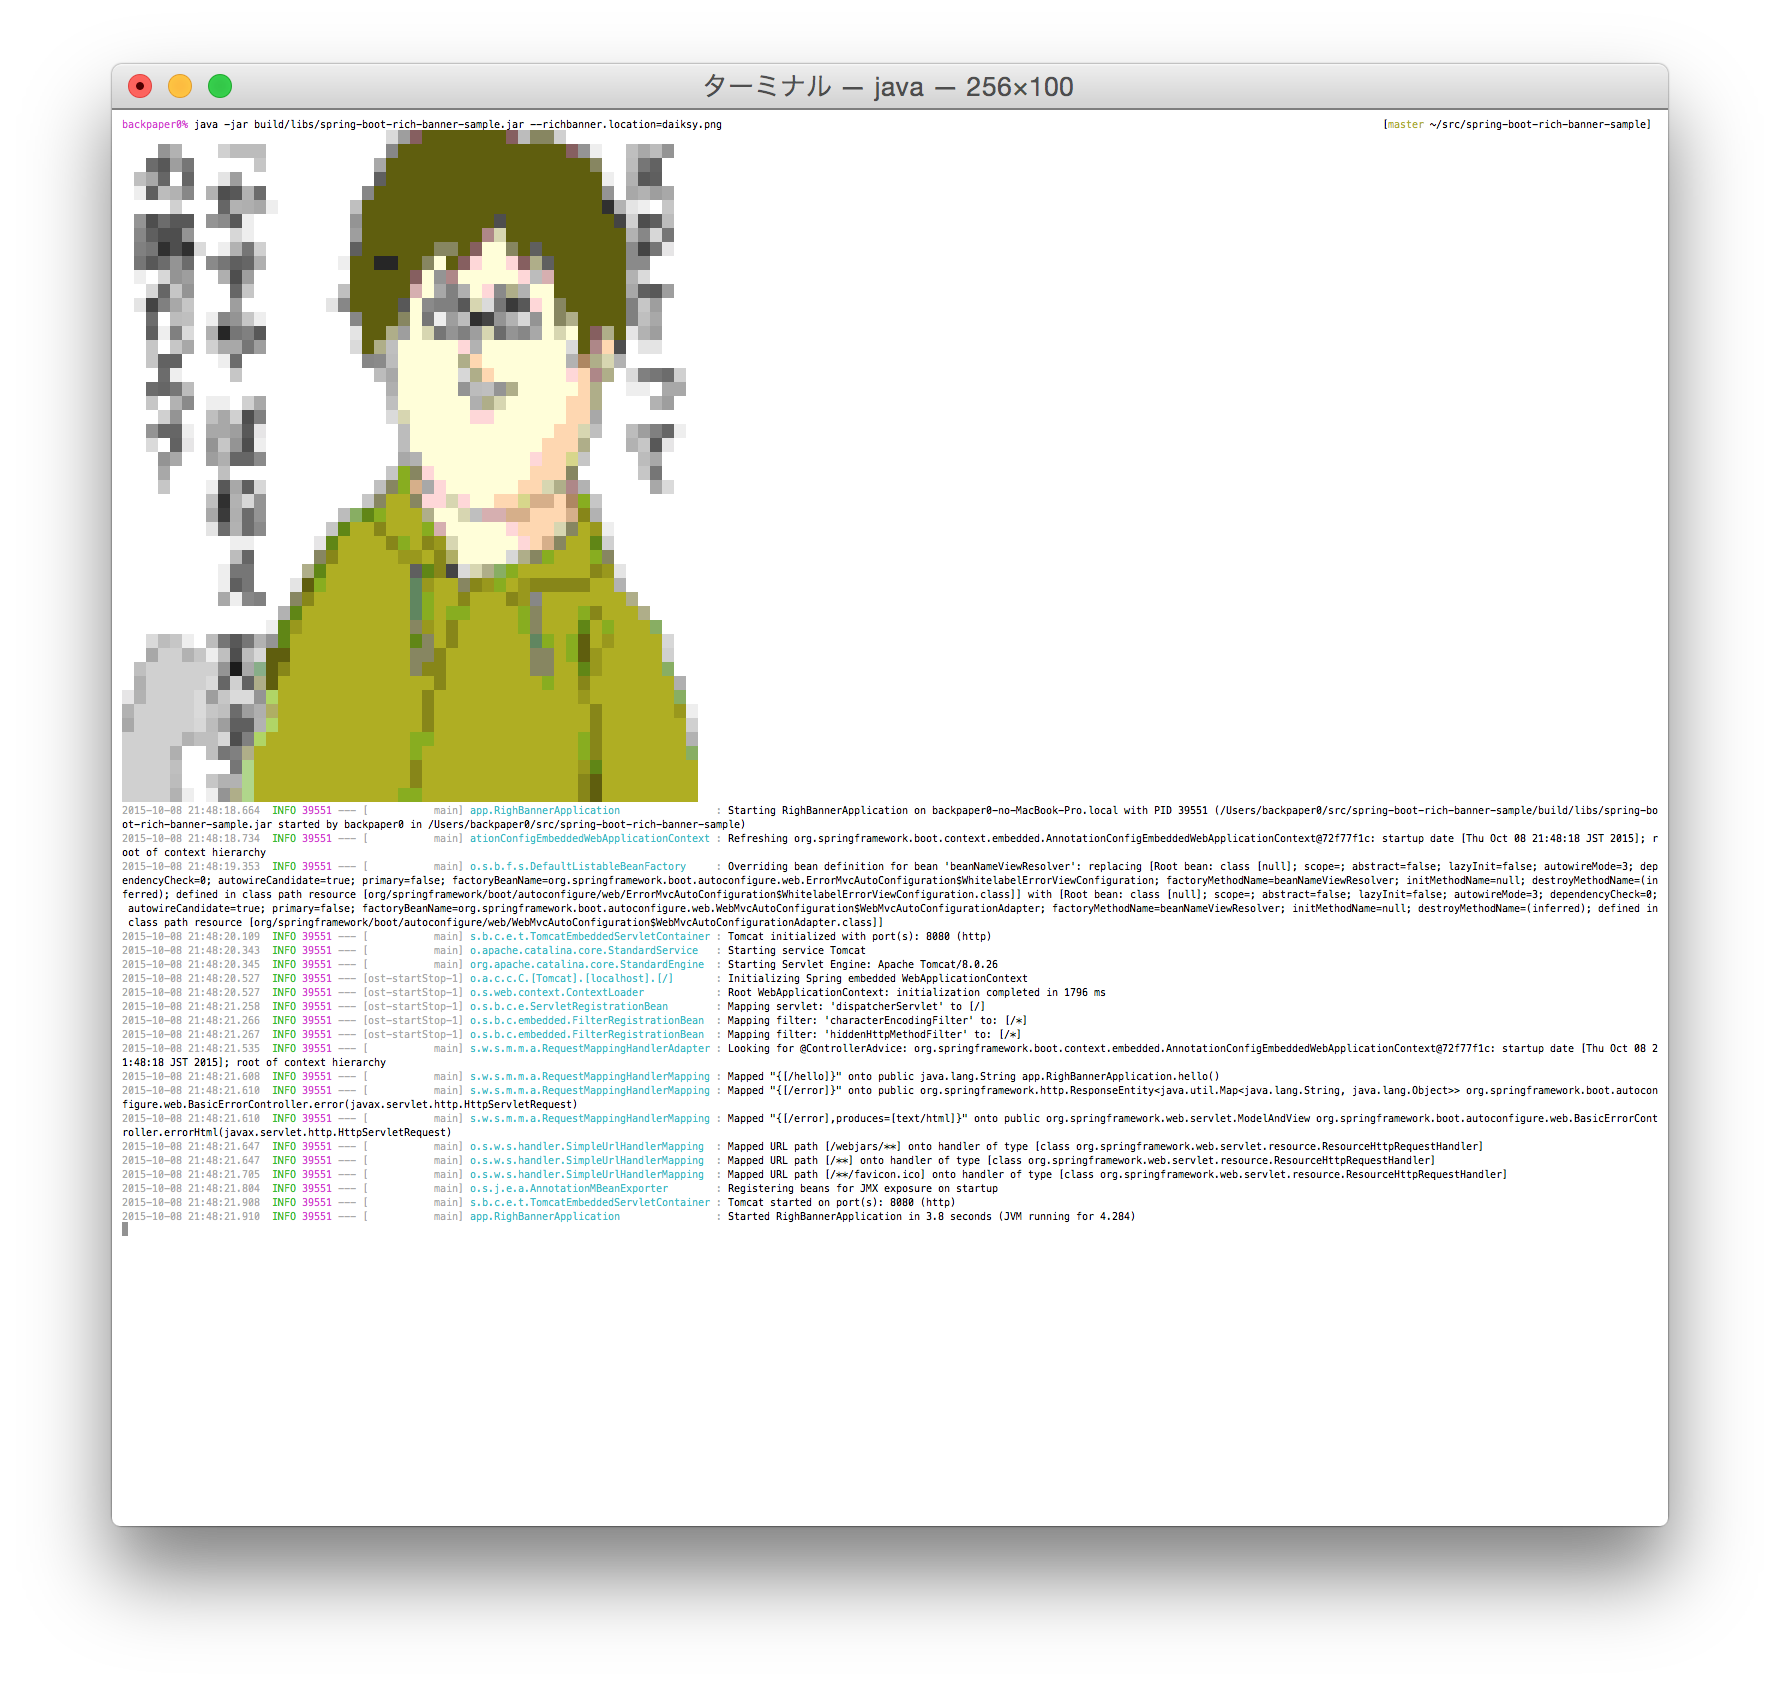 ターミナル — java — 256×100
backpaper0% java -jar build/libs/spring-boot-rich-banner-sample.jar --richbanner.location=daiksy.png [master ~/src/spring-boot-rich-banner-sample]
2015-10-08 21:48:18.664  INFO 39551 --- [           main] app.RighBannerApplication                : Starting RighBannerApplication on backpaper0-no-MacBook-Pro.local with PID 39551 (/Users/backpaper0/src/spring-boot-rich-banner-sample/build/libs/spring-bo
ot-rich-banner-sample.jar started by backpaper0 in /Users/backpaper0/src/spring-boot-rich-banner-sample)
2015-10-08 21:48:18.734  INFO 39551 --- [           main] ationConfigEmbeddedWebApplicationContext : Refreshing org.springframework.boot.context.embedded.AnnotationConfigEmbeddedWebApplicationContext@72f77f1c: startup date [Thu Oct 08 21:48:18 JST 2015]; r
oot of context hierarchy
2015-10-08 21:48:19.353  INFO 39551 --- [           main] o.s.b.f.s.DefaultListableBeanFactory     : Overriding bean definition for bean 'beanNameViewResolver': replacing [Root bean: class [null]; scope=; abstract=false; lazyInit=false; autowireMode=3; dep
endencyCheck=0; autowireCandidate=true; primary=false; factoryBeanName=org.springframework.boot.autoconfigure.web.ErrorMvcAutoConfiguration$WhitelabelErrorViewConfiguration; factoryMethodName=beanNameViewResolver; initMethodName=null; destroyMethodName=(in
ferred); defined in class path resource [org/springframework/boot/autoconfigure/web/ErrorMvcAutoConfiguration$WhitelabelErrorViewConfiguration.class]] with [Root bean: class [null]; scope=; abstract=false; lazyInit=false; autowireMode=3; dependencyCheck=0;
 autowireCandidate=true; primary=false; factoryBeanName=org.springframework.boot.autoconfigure.web.WebMvcAutoConfiguration$WebMvcAutoConfigurationAdapter; factoryMethodName=beanNameViewResolver; initMethodName=null; destroyMethodName=(inferred); defined in
 class path resource [org/springframework/boot/autoconfigure/web/WebMvcAutoConfiguration$WebMvcAutoConfigurationAdapter.class]]
2015-10-08 21:48:20.109  INFO 39551 --- [           main] s.b.c.e.t.TomcatEmbeddedServletContainer : Tomcat initialized with port(s): 8080 (http)
2015-10-08 21:48:20.343  INFO 39551 --- [           main] o.apache.catalina.core.StandardService   : Starting service Tomcat
2015-10-08 21:48:20.345  INFO 39551 --- [           main] org.apache.catalina.core.StandardEngine  : Starting Servlet Engine: Apache Tomcat/8.0.26
2015-10-08 21:48:20.527  INFO 39551 --- [ost-startStop-1] o.a.c.c.C.[Tomcat].[localhost].[/]       : Initializing Spring embedded WebApplicationContext
2015-10-08 21:48:20.527  INFO 39551 --- [ost-startStop-1] o.s.web.context.ContextLoader            : Root WebApplicationContext: initialization completed in 1796 ms
2015-10-08 21:48:21.258  INFO 39551 --- [ost-startStop-1] o.s.b.c.e.ServletRegistrationBean        : Mapping servlet: 'dispatcherServlet' to [/]
2015-10-08 21:48:21.266  INFO 39551 --- [ost-startStop-1] o.s.b.c.embedded.FilterRegistrationBean  : Mapping filter: 'characterEncodingFilter' to: [/*]
2015-10-08 21:48:21.267  INFO 39551 --- [ost-startStop-1] o.s.b.c.embedded.FilterRegistrationBean  : Mapping filter: 'hiddenHttpMethodFilter' to: [/*]
2015-10-08 21:48:21.535  INFO 39551 --- [           main] s.w.s.m.m.a.RequestMappingHandlerAdapter : Looking for @ControllerAdvice: org.springframework.boot.context.embedded.AnnotationConfigEmbeddedWebApplicationContext@72f77f1c: startup date [Thu Oct 08 2
1:48:18 JST 2015]; root of context hierarchy
2015-10-08 21:48:21.608  INFO 39551 --- [           main] s.w.s.m.m.a.RequestMappingHandlerMapping : Mapped "{[/hello]}" onto public java.lang.String app.RighBannerApplication.hello()
2015-10-08 21:48:21.610  INFO 39551 --- [           main] s.w.s.m.m.a.RequestMappingHandlerMapping : Mapped "{[/error]}" onto public org.springframework.http.ResponseEntity<java.util.Map<java.lang.String, java.lang.Object>> org.springframework.boot.autocon
figure.web.BasicErrorController.error(javax.servlet.http.HttpServletRequest)
2015-10-08 21:48:21.610  INFO 39551 --- [           main] s.w.s.m.m.a.RequestMappingHandlerMapping : Mapped "{[/error],produces=[text/html]}" onto public org.springframework.web.servlet.ModelAndView org.springframework.boot.autoconfigure.web.BasicErrorCont
roller.errorHtml(javax.servlet.http.HttpServletRequest)
2015-10-08 21:48:21.647  INFO 39551 --- [           main] o.s.w.s.handler.SimpleUrlHandlerMapping  : Mapped URL path [/webjars/**] onto handler of type [class org.springframework.web.servlet.resource.ResourceHttpRequestHandler]
2015-10-08 21:48:21.647  INFO 39551 --- [           main] o.s.w.s.handler.SimpleUrlHandlerMapping  : Mapped URL path [/**] onto handler of type [class org.springframework.web.servlet.resource.ResourceHttpRequestHandler]
2015-10-08 21:48:21.705  INFO 39551 --- [           main] o.s.w.s.handler.SimpleUrlHandlerMapping  : Mapped URL path [/**/favicon.ico] onto handler of type [class org.springframework.web.servlet.resource.ResourceHttpRequestHandler]
2015-10-08 21:48:21.804  INFO 39551 --- [           main] o.s.j.e.a.AnnotationMBeanExporter        : Registering beans for JMX exposure on startup
2015-10-08 21:48:21.908  INFO 39551 --- [           main] s.b.c.e.t.TomcatEmbeddedServletContainer : Tomcat started on port(s): 8080 (http)
2015-10-08 21:48:21.910  INFO 39551 --- [           main] app.RighBannerApplication                : Started RighBannerApplication in 3.8 seconds (JVM running for 4.284)